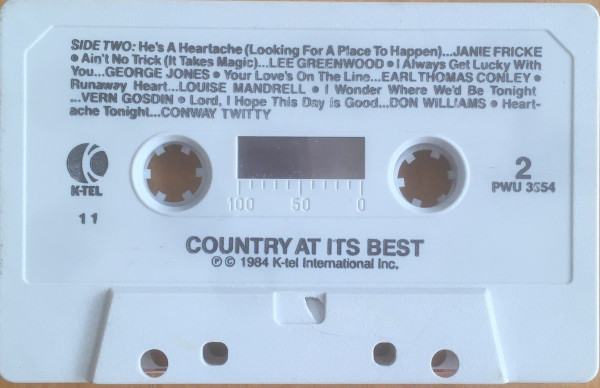 SIDE TWO: He's A Heartache (Looking For A Place To Happen)...JANIE FRICKE
• Ain't No Trick (It Takes Magic)...LEE GREENWOOD • I Always Get Lucky With
You...GEORGE JONES • Your Love's On The Line...EARL THOMAS CONLEY •
Runaway Heart...LOUISE MANDRELL • I Wonder Where We'd Be Tonight
...VERN GOSDIN • Lord, I Hope This Day Is Good...DON WILLIAMS • Heart-
ache Tonight...CONWAY TWITTY
K-TEL
11
100 50 0
2
PWU 3654
COUNTRY AT ITS BEST
℗ © 1984 K-tel International Inc.